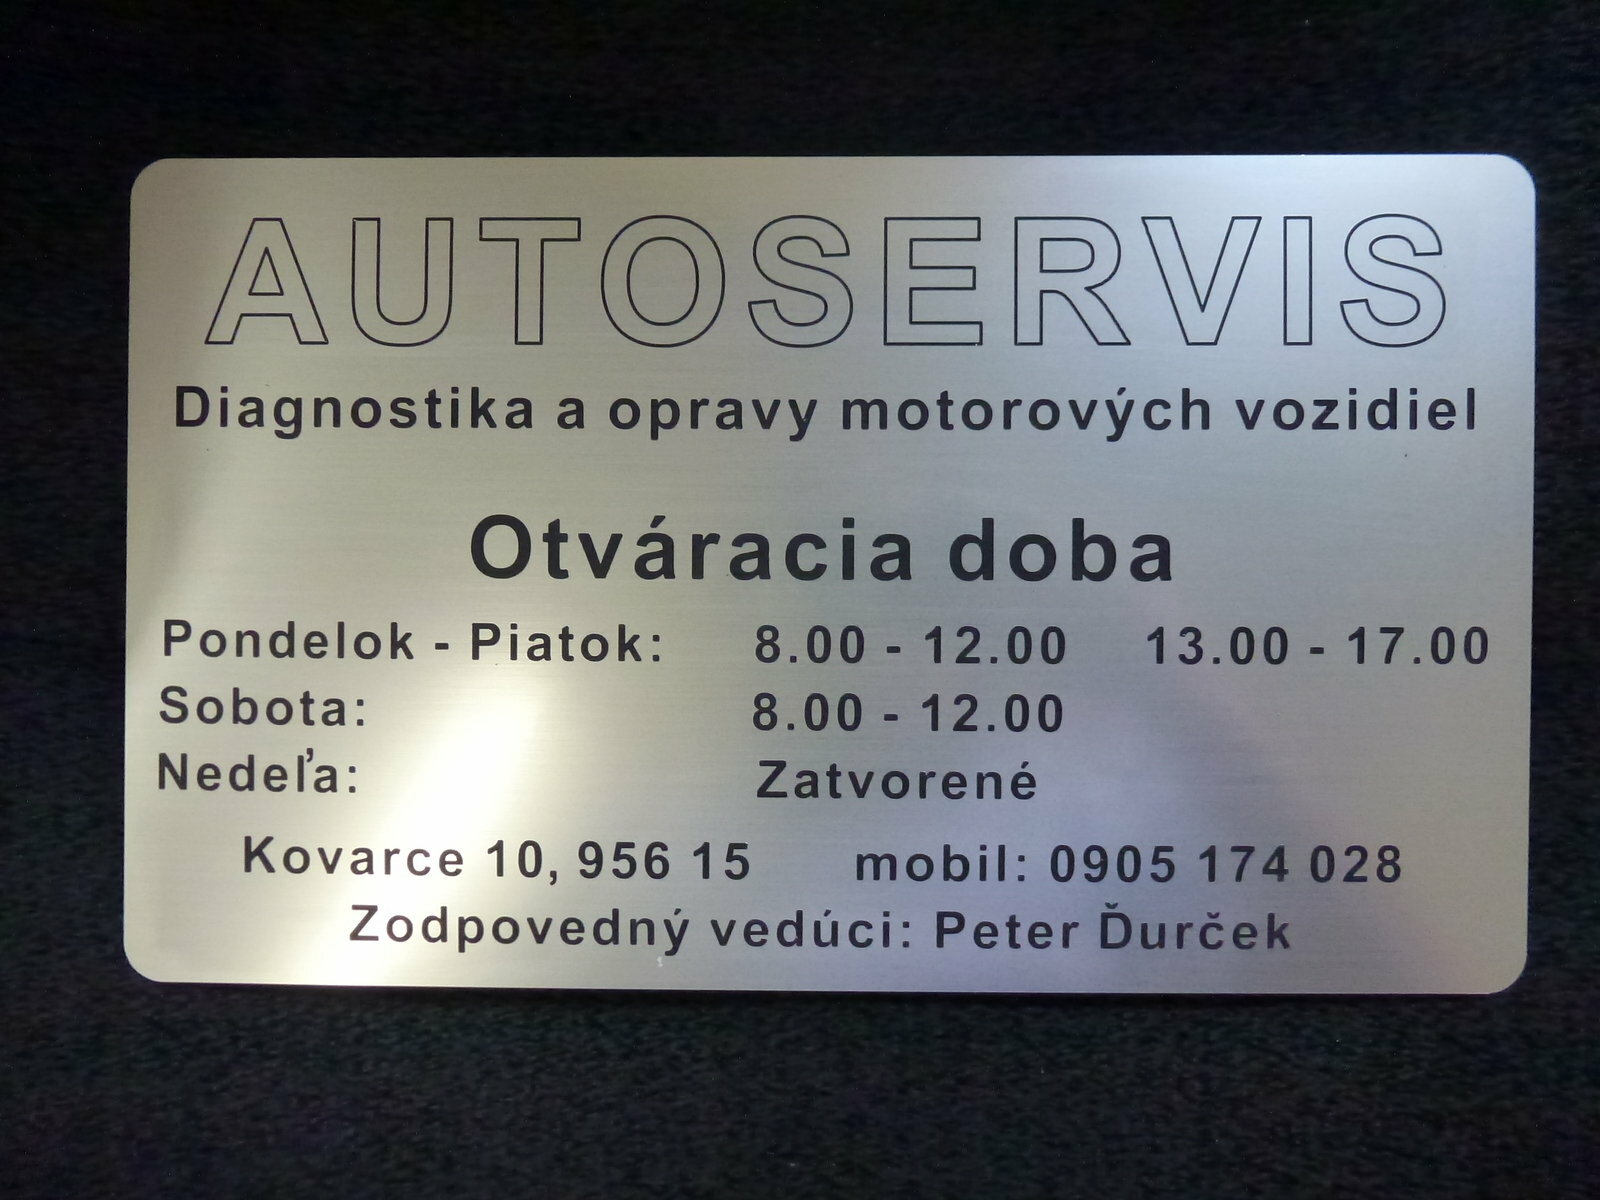 AUTOSERVIS
Diagnostika a opravy motorových vozidiel
Otváracia doba
Pondelok - Piatok: 8.00 - 12.00 13.00 - 17.00
Sobota: 8.00 - 12.00
Nedeľa: Zatvorené
Kovarce 10, 956 15 mobil: 0905 174 028
Zodpovedný vedúci: Peter Ďurček